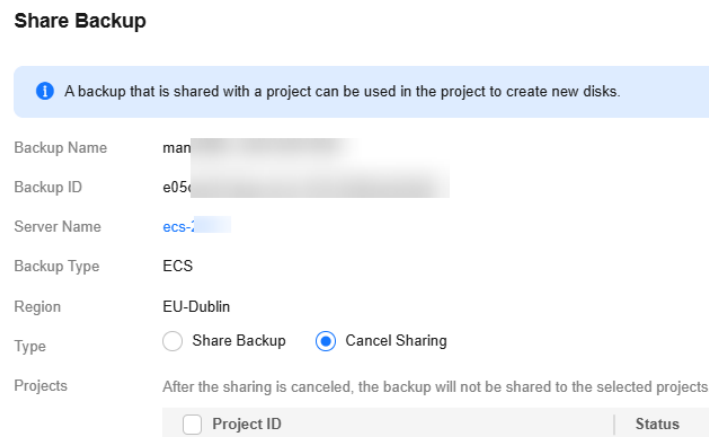 Share Backup
A backup that is shared with a project can be used in the project to create new disks.
Backup Name man
Backup ID e05
Server Name ecs-
Backup Type ECS
Region EU-Dublin
Type Share Backup Cancel Sharing
Projects After the sharing is canceled, the backup will not be shared to the selected projects
Project ID Status